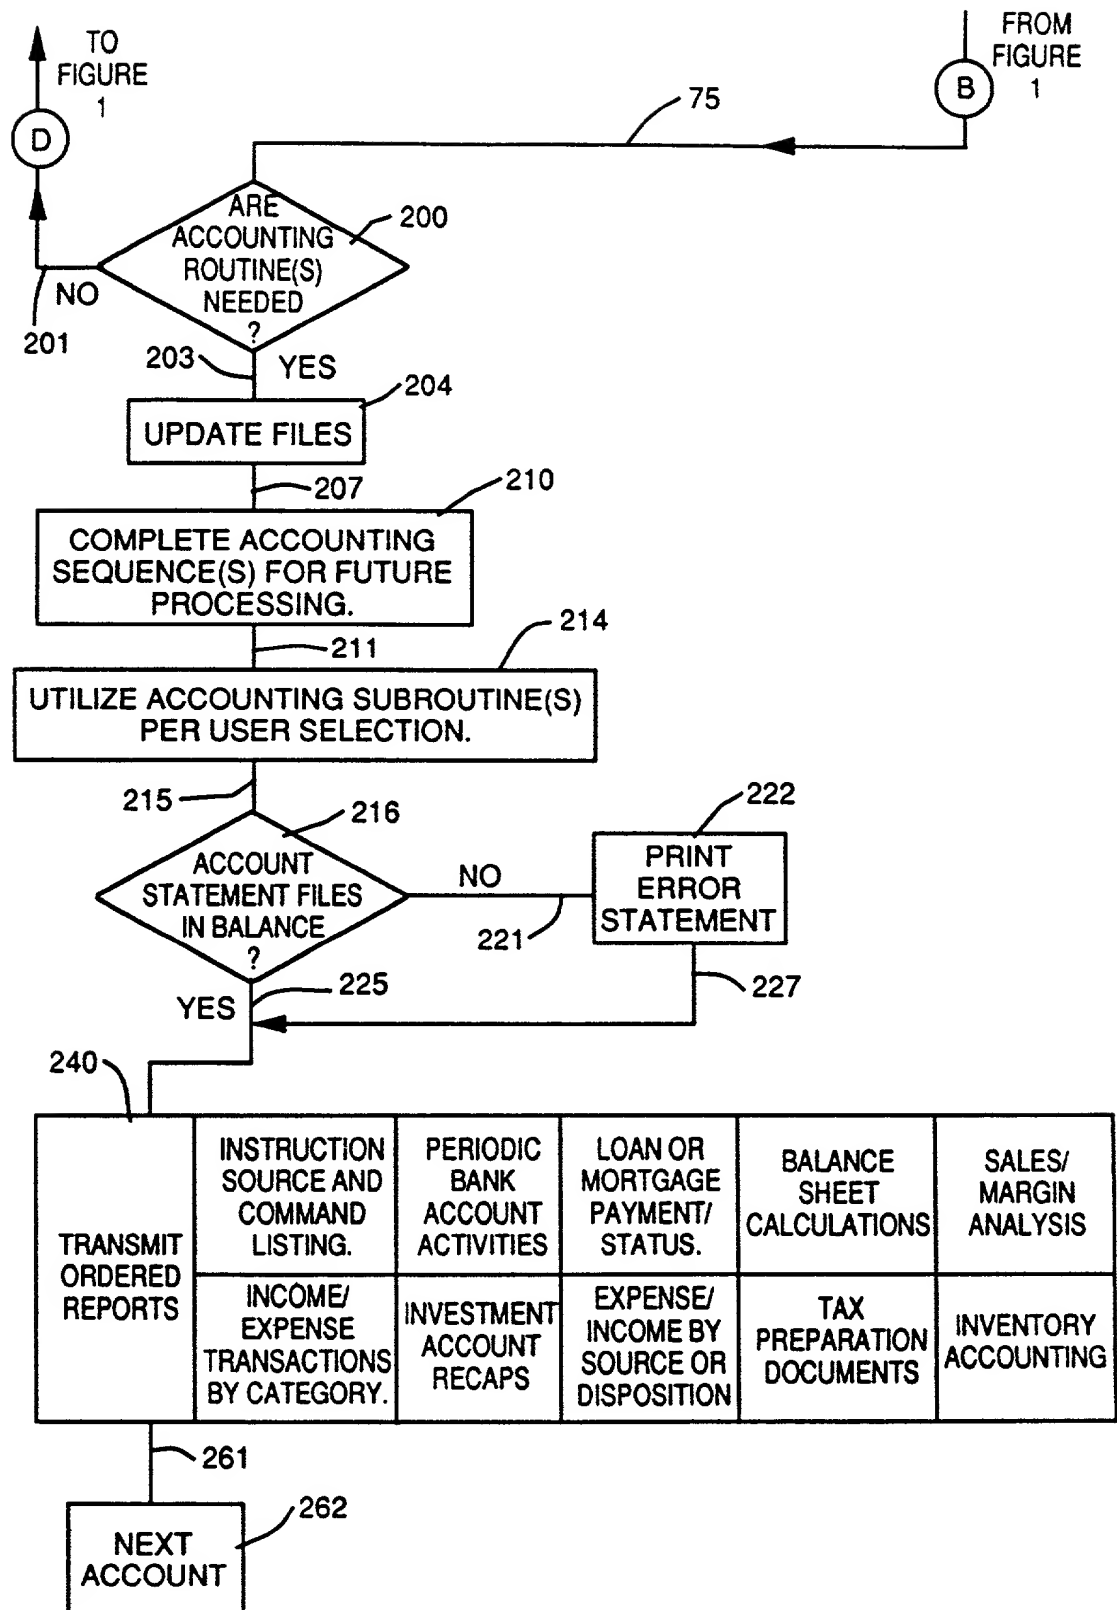 TO
FIGURE
1
D
FROM
FIGURE
1
B
75
ARE
ACCOUNTING
ROUTINE(S)
NEEDED
?
200
NO
201
203
YES
204
UPDATE FILES
207
210
COMPLETE ACCOUNTING
SEQUENCE(S) FOR FUTURE
PROCESSING.
211
214
UTILIZE ACCOUNTING SUBROUTINE(S)
PER USER SELECTION.
215
216
ACCOUNT
STATEMENT FILES
IN BALANCE
?
NO
221
222
PRINT
ERROR
STATEMENT
YES
225
227
240
TRANSMIT
ORDERED
REPORTS
INSTRUCTION
SOURCE AND
COMMAND
LISTING.
PERIODIC
BANK
ACCOUNT
ACTIVITIES
LOAN OR
MORTGAGE
PAYMENT/
STATUS.
BALANCE
SHEET
CALCULATIONS
SALES/
MARGIN
ANALYSIS
INCOME/
EXPENSE
TRANSACTIONS
BY CATEGORY.
INVESTMENT
ACCOUNT
RECAPS
EXPENSE/
INCOME BY
SOURCE OR
DISPOSITION
TAX
PREPARATION
DOCUMENTS
INVENTORY
ACCOUNTING
261
262
NEXT
ACCOUNT